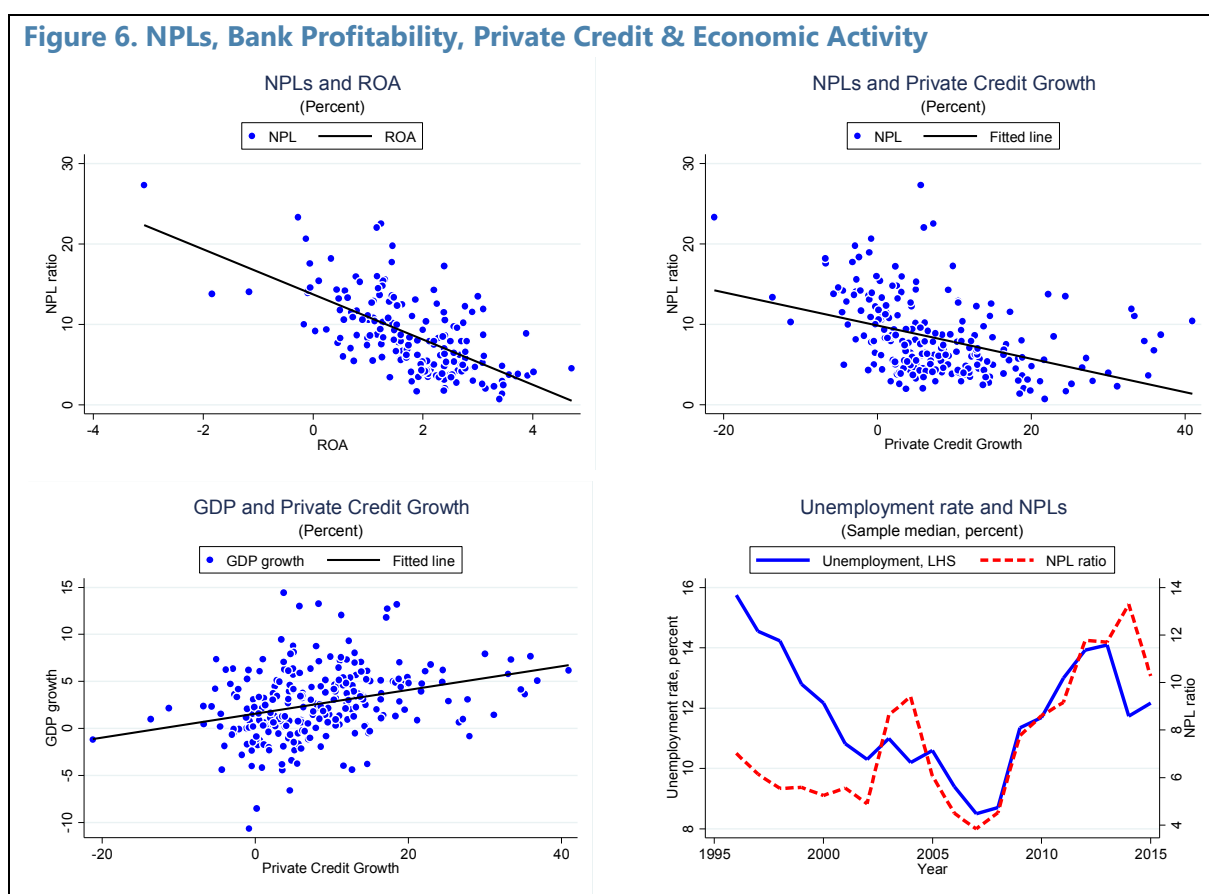 Figure 6. NPLs, Bank Profitability, Private Credit & Economic Activity
NPLs and ROA
(Percent)
NPL ROA
NPL ratio
30
20
10
0
-4 -2 0 2 4
ROA
NPLs and Private Credit Growth
(Percent)
NPL Fitted line
NPL ratio
30
20
10
0
-20 0 20 40
Private Credit Growth
GDP and Private Credit Growth
(Percent)
GDP growth Fitted line
GDP growth
15
10
5
0
-5
-10
-20 0 20 40
Private Credit Growth
Unemployment rate and NPLs
(Sample median, percent)
Unemployment, LHS NPL ratio
Unemployment rate, percent
16
14
12
10
8
14
12
10
8
6
4
NPL ratio
1995 2000 2005 2010 2015
Year